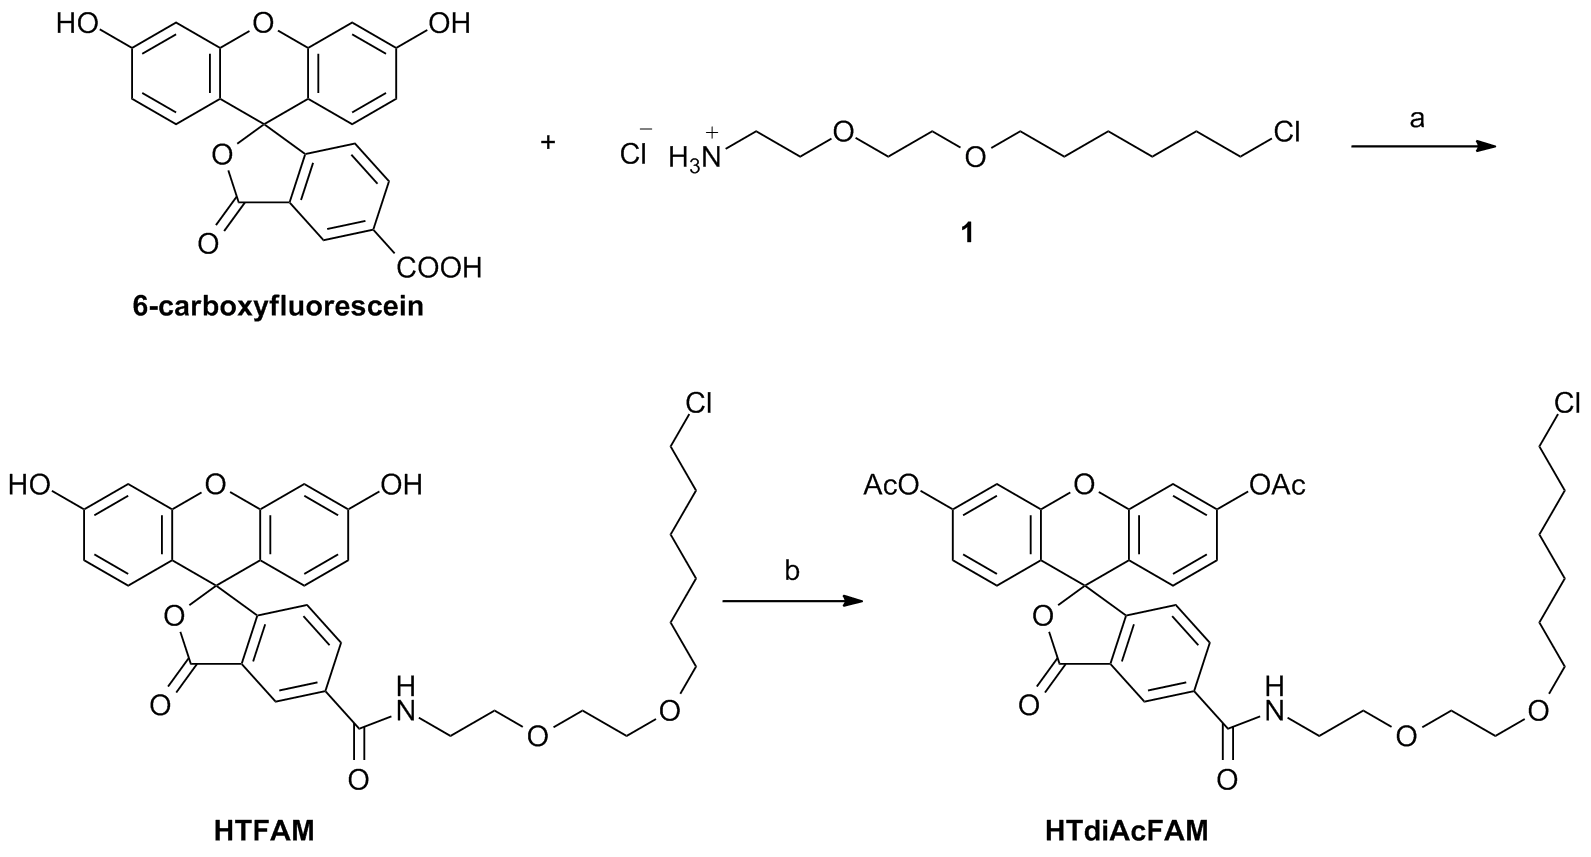 HO O OH
O
O
COOH
6-carboxyfluorescein
+
Cl⁻ H₃N⁺ O O Cl
1
a
Cl
HO O OH
O
O
H
N
O
O
O
HTFAM
b
Cl
AcO O OAc
O
O
H
N
O
O
O
HTdiAcFAM